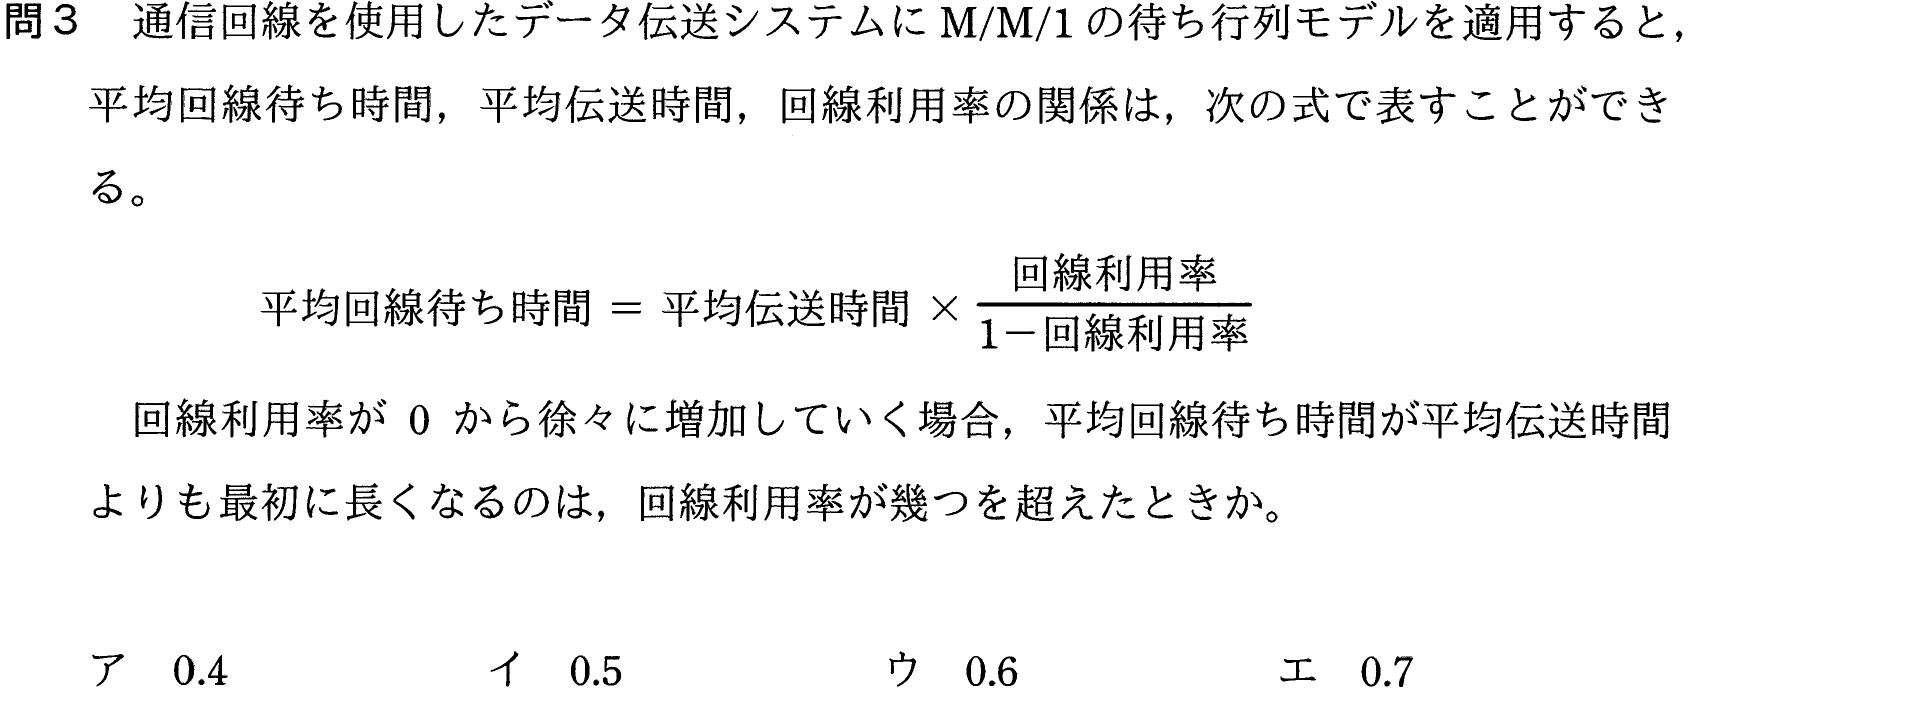 問3 通信回線を使用したデータ伝送システムに M/M/1 の待ち行列モデルを適用すると，
平均回線待ち時間，平均伝送時間，回線利用率の関係は，次の式で表すことができ
る。
平均回線待ち時間 = 平均伝送時間 × 回線利用率 / 1−回線利用率
回線利用率が 0 から徐々に増加していく場合，平均回線待ち時間が平均伝送時間
よりも最初に長くなるのは，回線利用率が幾つを超えたときか。
ア 0.4 イ 0.5 ウ 0.6 エ 0.7